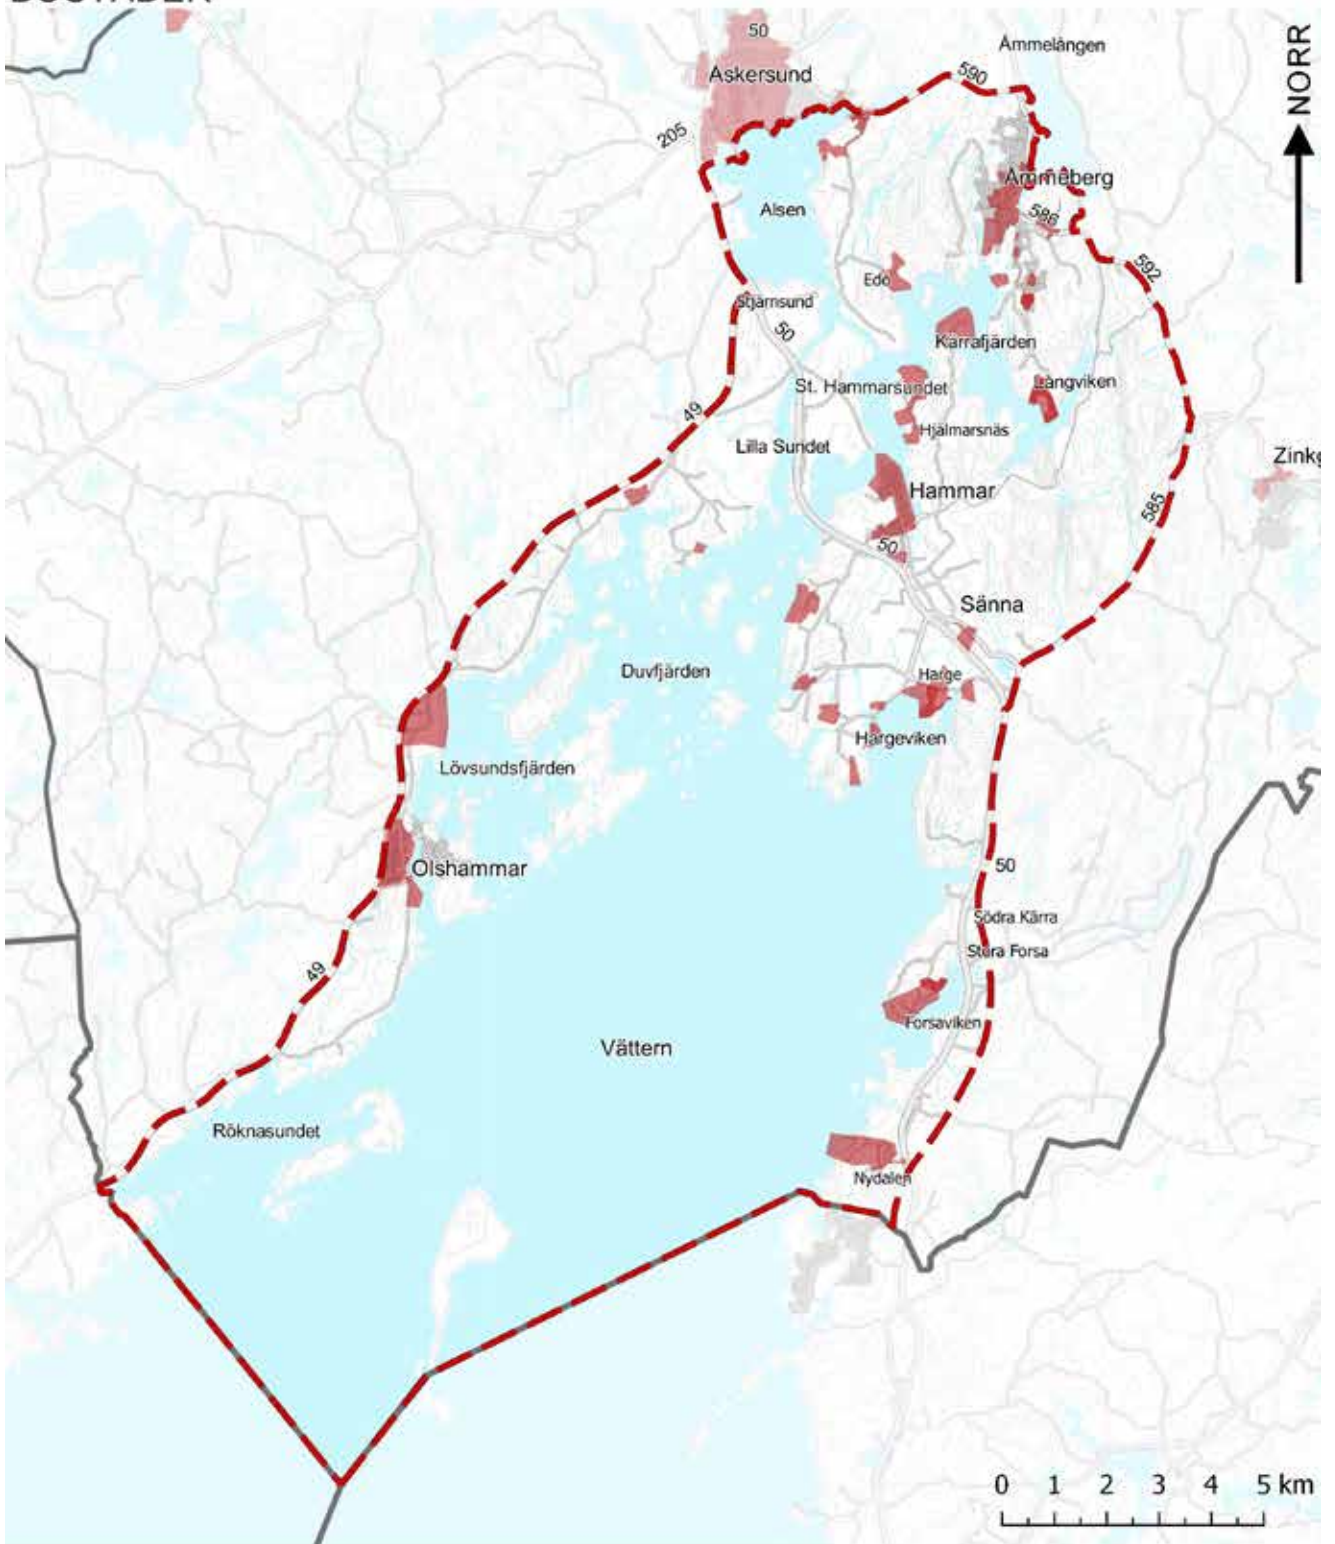 50
Åmmelången
NORR
Askersund
590
205
Åmmeberg
Alsen
586
592
Edö
Stjärnsund
50
Kärrafjärden
St. Hammarsundet
Långviken
49
Hjälmarsnäs
Lilla Sundet
Zinkg
Hammar
585
50
Sänna
Duvfjärden
Harge
Hargeviken
Lövsundsfjärden
Olshammar
50
Södra Kärra
Stora Forsa
49
Forsaviken
Vättern
Röknasundet
Nydalen
0 1 2 3 4 5 km